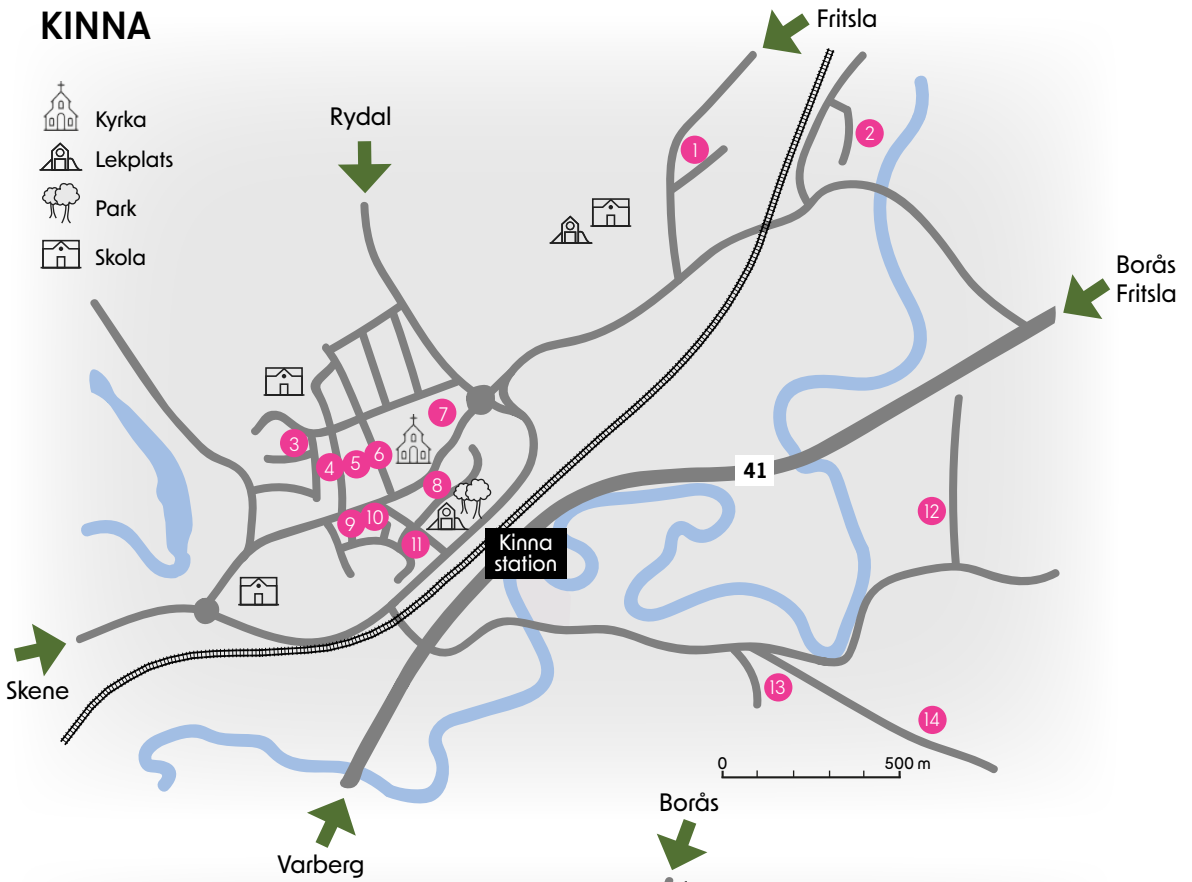 KINNA
Kyrka
Lekplats
Park
Skola
Rydal
Fritsla
Borås
Fritsla
1
2
3
4
5
6
7
8
9
10
11
12
13
14
41
Kinna
station
Skene
Varberg
0
500 m
Borås